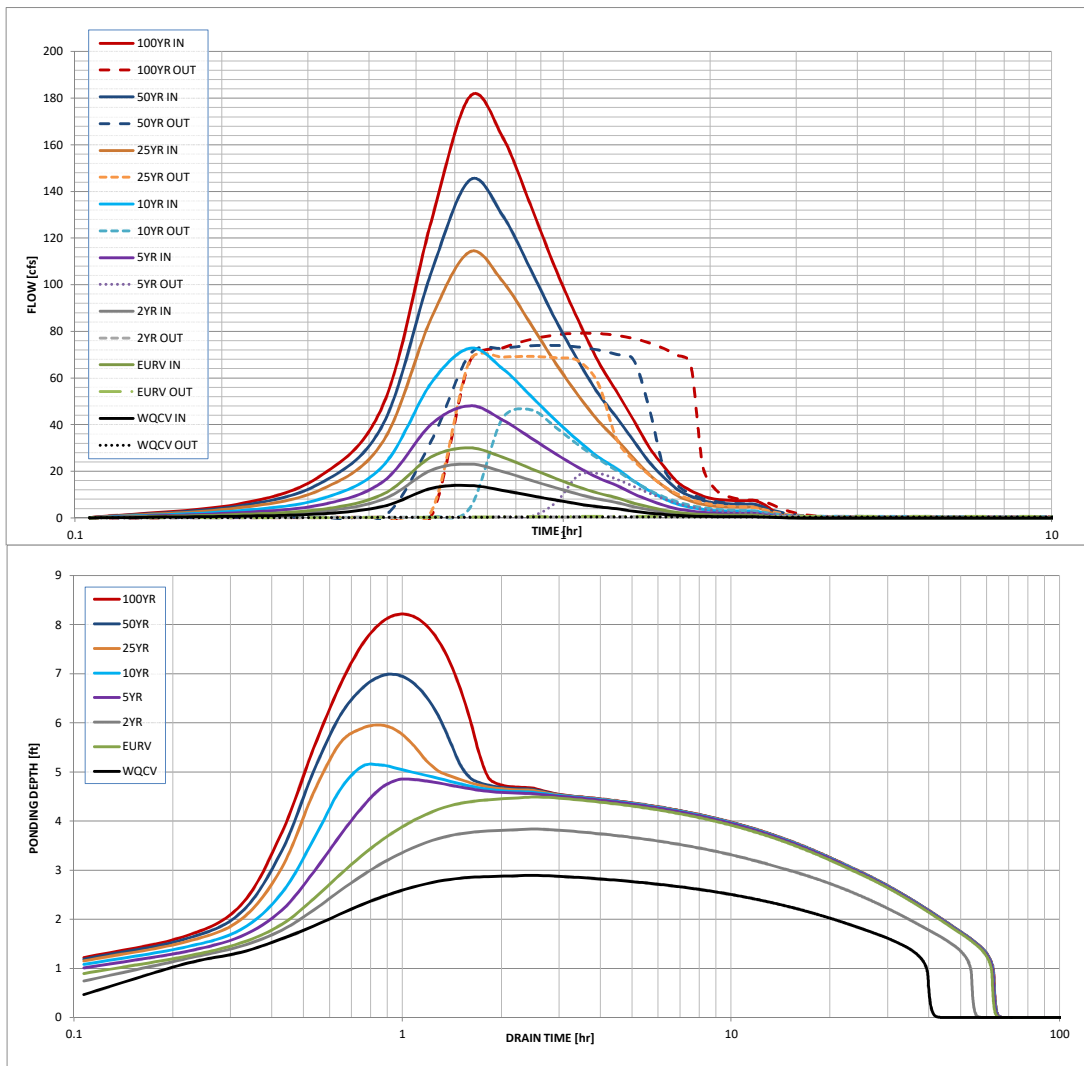 200
180
160
140
120
100
80
60
40
20
0
FLOW [cfs]
100YR IN
100YR OUT
50YR IN
50YR OUT
25YR IN
25YR OUT
10YR IN
10YR OUT
5YR IN
5YR OUT
2YR IN
2YR OUT
EURV IN
EURV OUT
WQCV IN
WQCV OUT
0.1
1
10
TIME [hr]
9
8
7
6
5
4
3
2
1
0
PONDING DEPTH [ft]
100YR
50YR
25YR
10YR
5YR
2YR
EURV
WQCV
0.1
1
10
100
DRAIN TIME [hr]